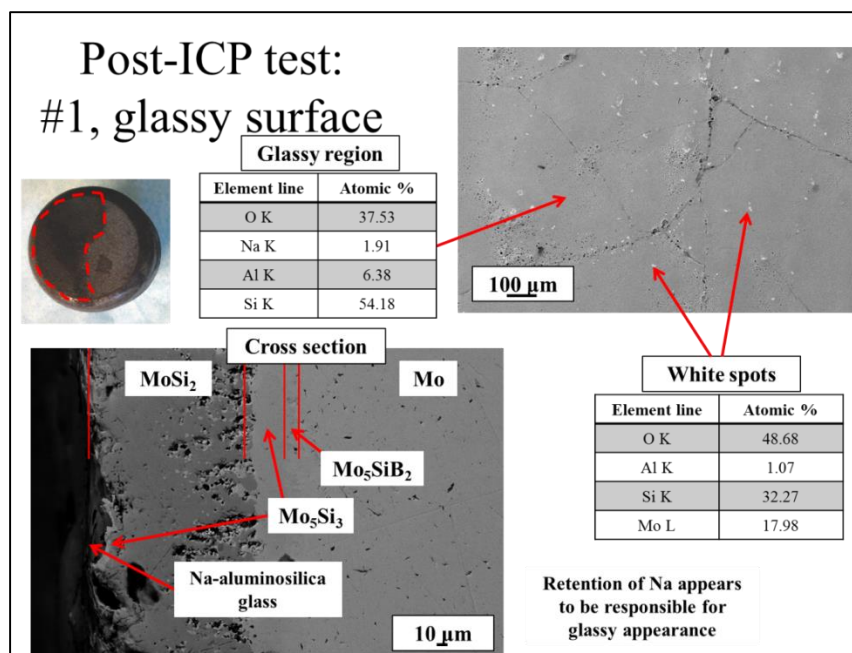 Post-ICP test:
#1, glassy surface
Glassy region
Element line Atomic %
O K 37.53
Na K 1.91
Al K 6.38
Si K 54.18
100 µm
Cross section
MoSi₂
Mo
Mo₅SiB₂
Mo₅Si₃
Na-aluminosilica
glass
10 µm
White spots
Element line Atomic %
O K 48.68
Al K 1.07
Si K 32.27
Mo L 17.98
Retention of Na appears
to be responsible for
glassy appearance